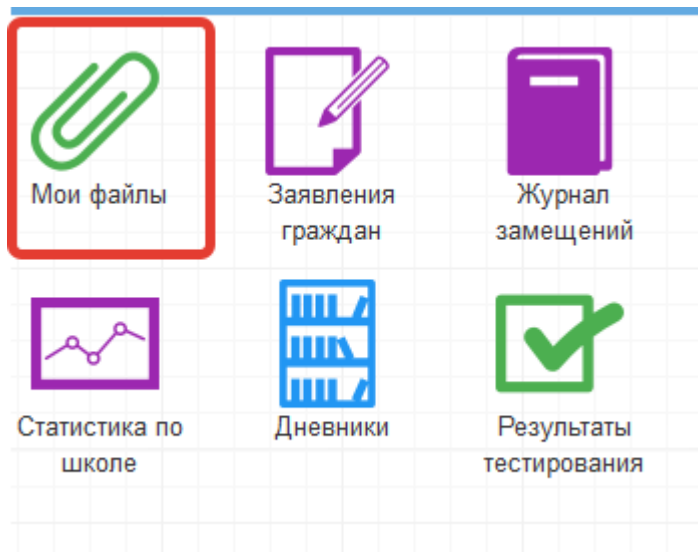 Мои файлы
Заявления
граждан
Журнал
замещений
Статистика по
школе
Дневники
Результаты
тестирования